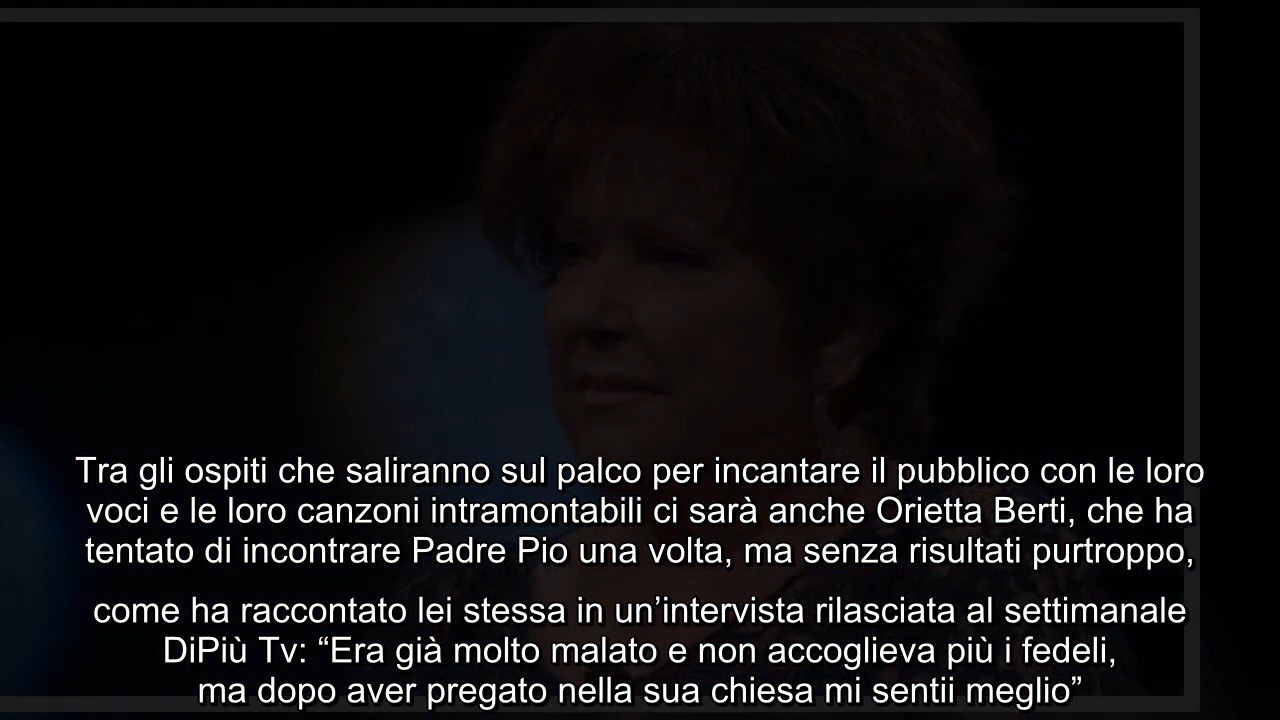 Tra gli ospiti che saliranno sul palco per incantare il pubblico con le loro
voci e le loro canzoni intramontabili ci sarà anche Orietta Berti, che ha
tentato di incontrare Padre Pio una volta, ma senza risultati purtroppo,
come ha raccontato lei stessa in un’intervista rilasciata al settimanale
DiPiù Tv: “Era già molto malato e non accoglieva più i fedeli,
ma dopo aver pregato nella sua chiesa mi sentii meglio”